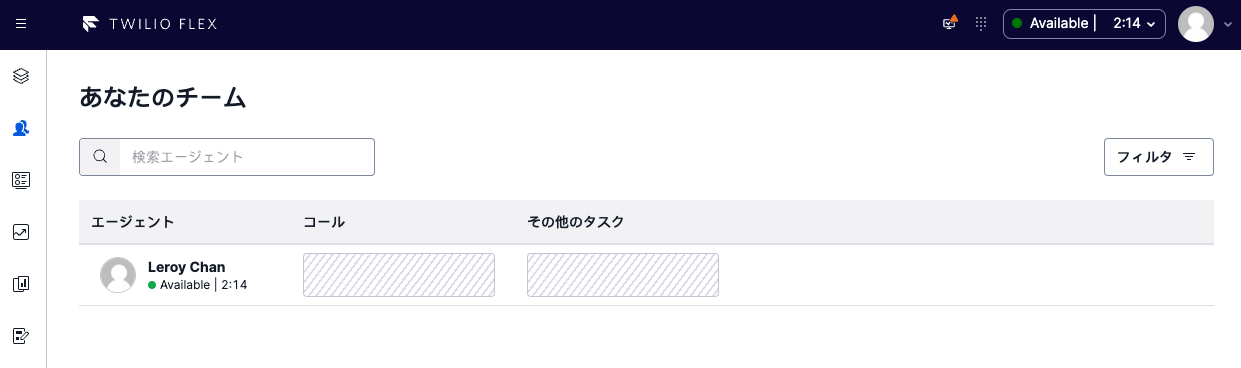 TWILIO FLEX
Available | 2:14
あなたのチーム
検索エージェント
フィルタ
エージェント コール その他のタスク
Leroy Chan
Available | 2:14